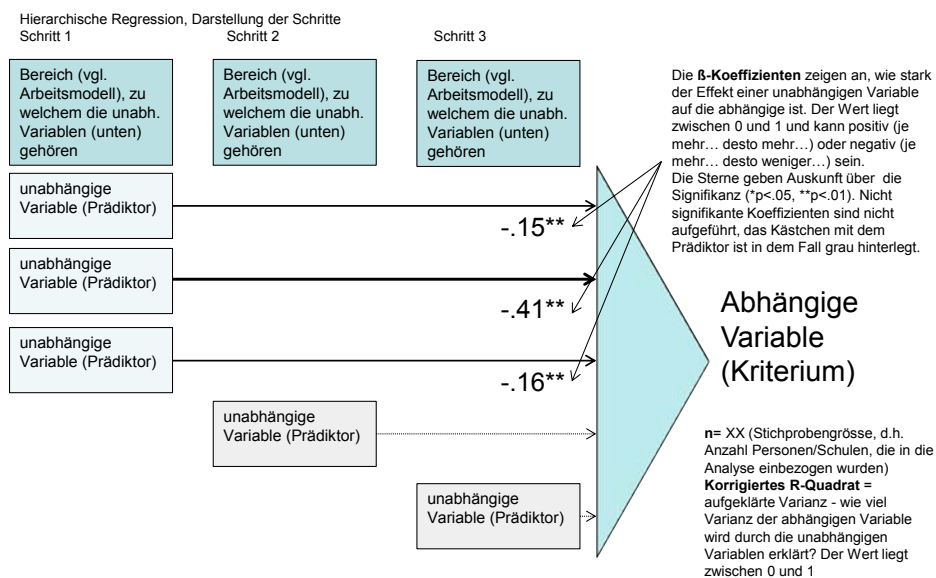 Hierarchische Regression, Darstellung der Schritte
Schritt 1
Schritt 2
Schritt 3
Bereich (vgl.
Arbeitsmodell), zu
welchem die unabh.
Variablen (unten)
gehören
Bereich (vgl.
Arbeitsmodell), zu
welchem die unabh.
Variablen (unten)
gehören
Bereich (vgl.
Arbeitsmodell), zu
welchem die unabh.
Variablen (unten)
gehören
Die ß-Koeffizienten zeigen an, wie stark
der Effekt einer unabhängigen Variable
auf die abhängige ist. Der Wert liegt
zwischen 0 und 1 und kann positiv (je
mehr… desto mehr…) oder negativ (je
mehr… desto weniger…) sein.
Die Sterne geben Auskunft über die
Signifikanz (*p<.05, **p<.01). Nicht
signifikante Koeffizienten sind nicht
aufgeführt, das Kästchen mit dem
Prädiktor ist in dem Fall grau hinterlegt.
unabhängige
Variable (Prädiktor)
-.15**
unabhängige
Variable (Prädiktor)
-.41**
unabhängige
Variable (Prädiktor)
-.16**
Abhängige
Variable
(Kriterium)
unabhängige
Variable (Prädiktor)
unabhängige
Variable (Prädiktor)
n= XX (Stichprobengrösse, d.h.
Anzahl Personen/Schulen, die in die
Analyse einbezogen wurden)
Korrigiertes R-Quadrat =
aufgeklärte Varianz - wie viel
Varianz der abhängigen Variable
wird durch die unabhängigen
Variablen erklärt? Der Wert liegt
zwischen 0 und 1